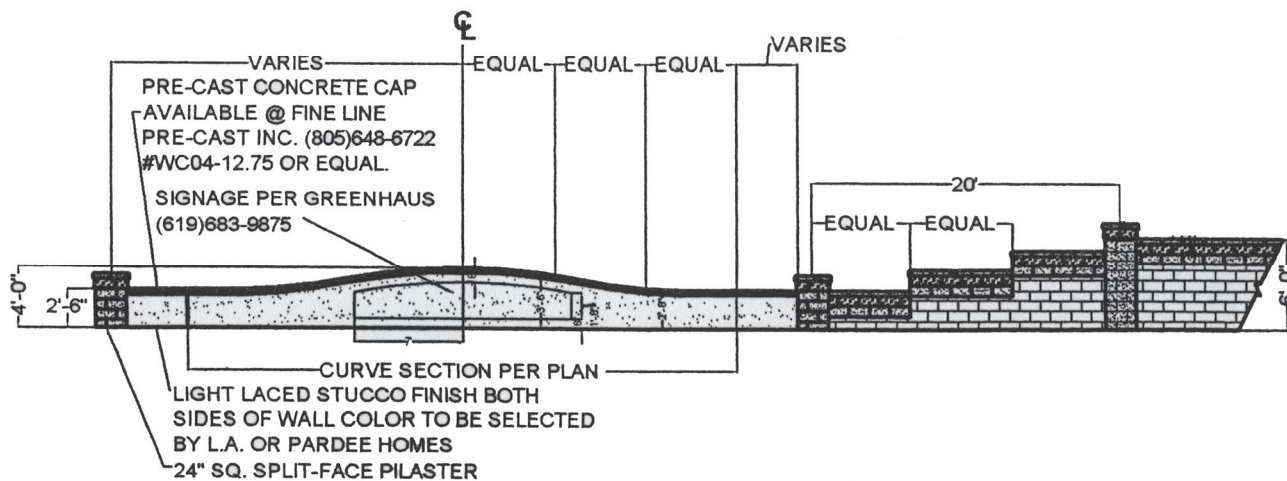 ℄
VARIES
EQUAL
EQUAL
EQUAL
VARIES
PRE-CAST CONCRETE CAP
AVAILABLE @ FINE LINE
PRE-CAST INC. (805)648-6722
#WC04-12.75 OR EQUAL.
SIGNAGE PER GREENHAUS
(619)683-9875
20'
EQUAL
EQUAL
4'-0"
2'-6"
7'
CURVE SECTION PER PLAN
LIGHT LACED STUCCO FINISH BOTH
SIDES OF WALL COLOR TO BE SELECTED
BY L.A. OR PARDEE HOMES
24" SQ. SPLIT-FACE PILASTER